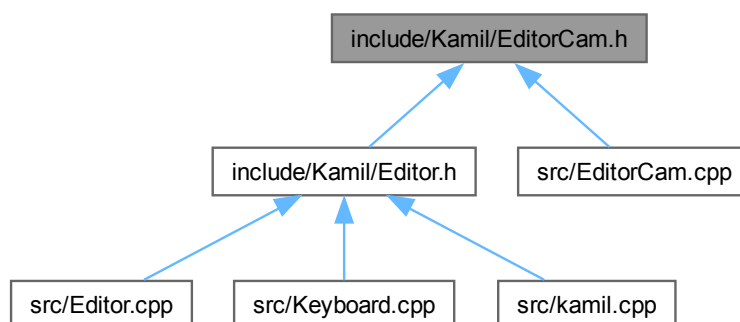 include/Kamil/EditorCam.h
include/Kamil/Editor.h
src/EditorCam.cpp
src/Editor.cpp
src/Keyboard.cpp
src/kamil.cpp